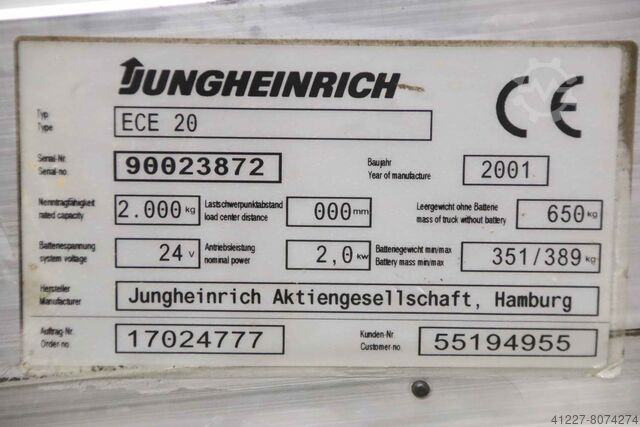 JUNGHEINRICH
Typ
Type
ECE 20
CE
Serial-Nr.
Serial-no.
90023872
Baujahr
Year of manufacture
2001
Nenntragfähigkeit
rated capacity
2.000 kg
Lastschwerpunktabstand
load center distance
000 mm
Leergewicht ohne Batterie
mass of truck without battery
650 kg
Batteriespannung
system voltage
24 V
Antriebsleistung
nominal power
2,0 kW
Batteriegewicht min/max
Battery mass min/max
351/389 kg
Hersteller
Manufacturer
Jungheinrich Aktiengesellschaft, Hamburg
Auftrag-Nr.
Order no
17024777
Kunden-Nr.
Customer-no.
55194955
41227-8074274